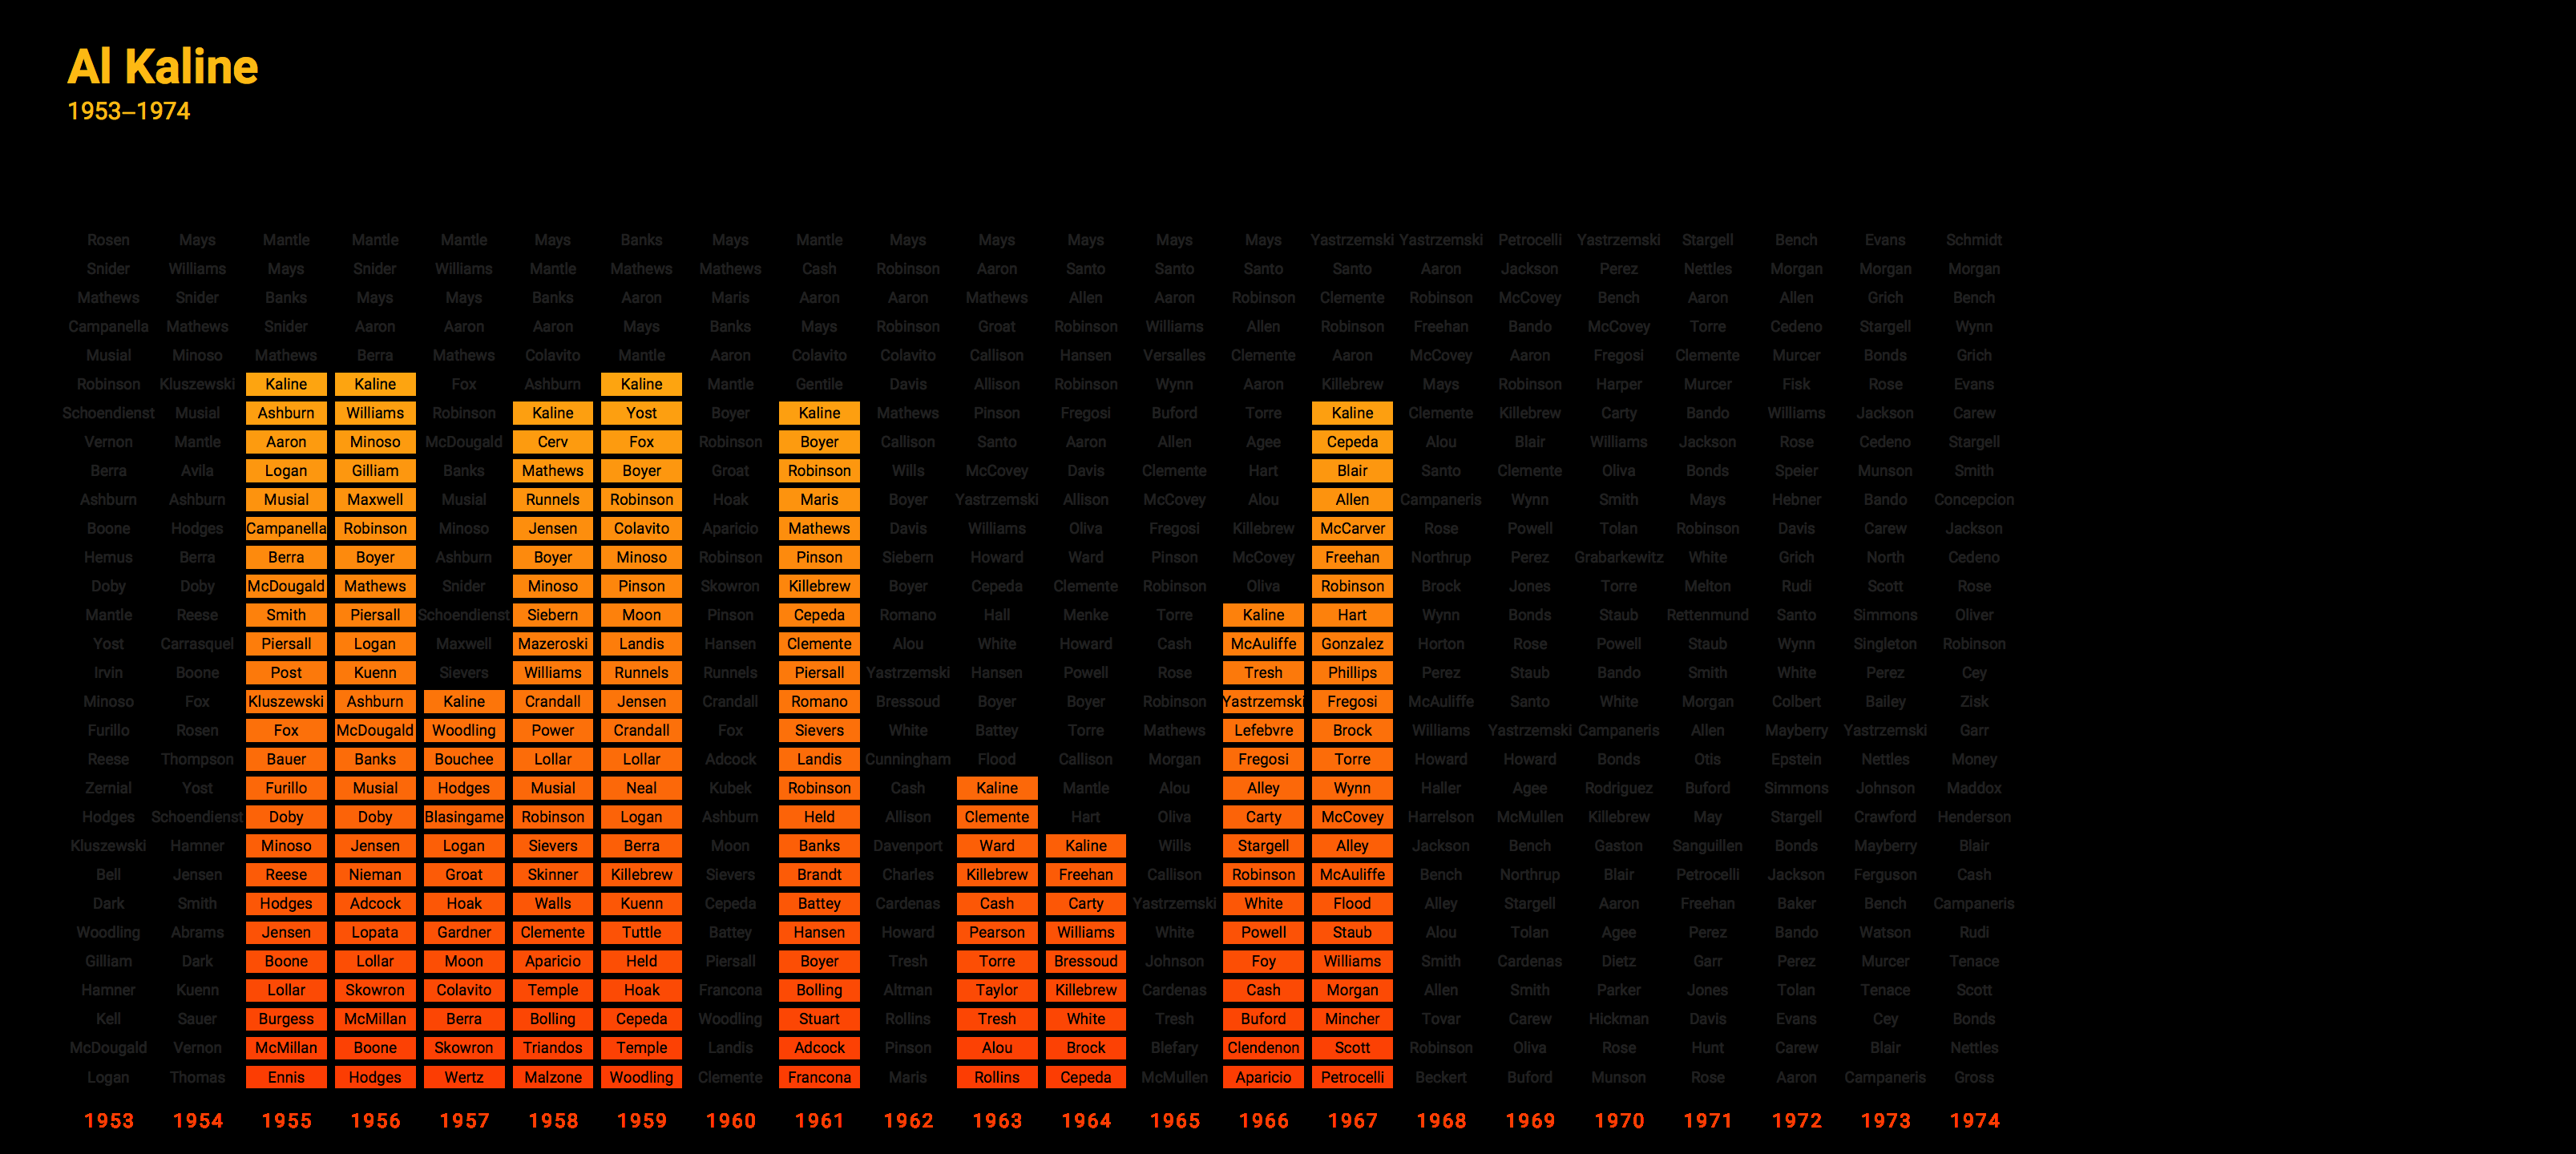 Al Kaline
1953–1974
Rosen Mays Mantle Mantle Mantle Mays Banks Mays Mantle Mays Mays Mays Mays Mays Yastrzemski Yastrzemski Petrocelli Yastrzemski Stargell Bench Evans Schmidt
Snider Williams Mays Snider Williams Mantle Mathews Mathews Cash Robinson Aaron Santo Santo Santo Santo Aaron Jackson Perez Nettles Morgan Morgan Morgan
Mathews Snider Banks Mays Mays Banks Aaron Maris Aaron Aaron Mathews Allen Aaron Robinson Clemente Robinson McCovey Bench Aaron Allen Grich Bench
Campanella Mathews Snider Aaron Aaron Aaron Mays Banks Mays Robinson Groat Robinson Williams Allen Robinson Freehan Bando McCovey Torre Cedeno Stargell Wynn
Musial Minoso Mathews Berra Mathews Colavito Mantle Aaron Colavito Colavito Callison Hansen Versalles Clemente Aaron McCovey Aaron Fregosi Clemente Murcer Bonds Grich
Robinson Kluszewski Kaline Kaline Fox Ashburn Kaline Mantle Gentile Davis Allison Robinson Wynn Aaron Killebrew Mays Robinson Harper Murcer Fisk Rose Evans
Schoendienst Musial Ashburn Williams Robinson Kaline Yost Boyer Kaline Mathews Pinson Fregosi Buford Torre Kaline Clemente Killebrew Carty Bando Williams Jackson Carew
Vernon Mantle Aaron Minoso McDougald Cerv Fox Robinson Boyer Callison Santo Aaron Allen Agee Cepeda Alou Blair Williams Jackson Rose Cedeno Stargell
Berra Avila Logan Gilliam Banks Mathews Boyer Groat Robinson Wills McCovey Davis Clemente Hart Blair Santo Clemente Oliva Bonds Speier Munson Smith
Ashburn Ashburn Musial Maxwell Musial Runnels Robinson Hoak Maris Boyer Yastrzemski Allison McCovey Alou Allen Campaneris Wynn Smith Mays Hebner Bando Concepcion
Boone Hodges Campanella Robinson Minoso Jensen Colavito Aparicio Mathews Davis Williams Oliva Fregosi Killebrew McCarver Rose Powell Tolan Robinson Davis Carew Jackson
Hemus Berra Berra Boyer Ashburn Boyer Minoso Robinson Pinson Siebern Howard Ward Pinson McCovey Freehan Northrup Perez Grabarkewitz White Grich North Cedeno
Doby Doby McDougald Mathews Snider Minoso Pinson Skowron Killebrew Boyer Cepeda Clemente Robinson Oliva Robinson Brock Jones Torre Melton Rudi Scott Rose
Mantle Reese Smith Piersall Schoendienst Siebern Moon Pinson Cepeda Romano Hall Menke Torre Kaline Hart Wynn Bonds Staub Rettenmund Santo Simmons Oliver
Yost Carrasquel Piersall Logan Maxwell Mazeroski Landis Hansen Clemente Alou White Howard Cash McAuliffe Gonzalez Horton Rose Powell Staub Wynn Singleton Robinson
Irvin Boone Post Kuenn Sievers Williams Runnels Runnels Piersall Yastrzemski Hansen Powell Rose Tresh Phillips Perez Staub Bando Smith White Perez Cey
Minoso Fox Kluszewski Ashburn Kaline Crandall Jensen Crandall Romano Bressoud Boyer Boyer Robinson Yastrzemski Fregosi McAuliffe Santo White Morgan Colbert Bailey Zisk
Furillo Rosen Fox McDougald Woodling Power Crandall Fox Sievers White Battey Torre Mathews Lefebvre Brock Williams Yastrzemski Campaneris Allen Mayberry Yastrzemski Garr
Reese Thompson Bauer Banks Bouchee Lollar Lollar Adcock Landis Cunningham Flood Callison Morgan Fregosi Torre Howard Howard Bonds Otis Epstein Nettles Money
Zernial Yost Furillo Musial Hodges Musial Neal Kubek Robinson Cash Kaline Mantle Alou Alley Wynn Haller Agee Rodriguez Buford Simmons Johnson Maddox
Hodges Schoendienst Doby Doby Blasingame Robinson Logan Ashburn Held Allison Clemente Hart Oliva Carty McCovey Harrelson McMullen Killebrew May Stargell Crawford Henderson
Kluszewski Hamner Minoso Jensen Logan Sievers Berra Moon Banks Davenport Ward Kaline Wills Stargell Alley Jackson Bench Gaston Sanguillen Bonds Mayberry Blair
Bell Jensen Reese Nieman Groat Skinner Killebrew Sievers Brandt Charles Killebrew Freehan Callison Robinson McAuliffe Bench Northrup Blair Petrocelli Jackson Ferguson Cash
Dark Smith Hodges Adcock Hoak Walls Kuenn Cepeda Battey Cardenas Cash Carty Yastrzemski White Flood Alley Stargell Aaron Freehan Baker Bench Campaneris
Woodling Abrams Jensen Lopata Gardner Clemente Tuttle Battey Hansen Howard Pearson Williams White Powell Staub Alou Tolan Agee Perez Bando Watson Rudi
Gilliam Dark Boone Lollar Moon Aparicio Held Piersall Boyer Tresh Torre Bressoud Johnson Foy Williams Smith Cardenas Dietz Garr Perez Murcer Tenace
Hamner Kuenn Lollar Skowron Colavito Temple Hoak Francona Bolling Altman Taylor Killebrew Cardenas Cash Morgan Allen Smith Parker Jones Tolan Tenace Scott
Kell Sauer Burgess McMillan Berra Bolling Cepeda Woodling Stuart Rollins Tresh White Tresh Buford Mincher Tovar Carew Hickman Davis Evans Cey Bonds
McDougald Vernon McMillan Boone Skowron Triandos Temple Landis Adcock Pinson Alou Brock Blefary Clendenon Scott Robinson Oliva Rose Hunt Carew Blair Nettles
Logan Thomas Ennis Hodges Wertz Malzone Woodling Clemente Francona Maris Rollins Cepeda McMullen Aparicio Petrocelli Beckert Buford Munson Rose Aaron Campaneris Gross
1953 1954 1955 1956 1957 1958 1959 1960 1961 1962 1963 1964 1965 1966 1967 1968 1969 1970 1971 1972 1973 1974